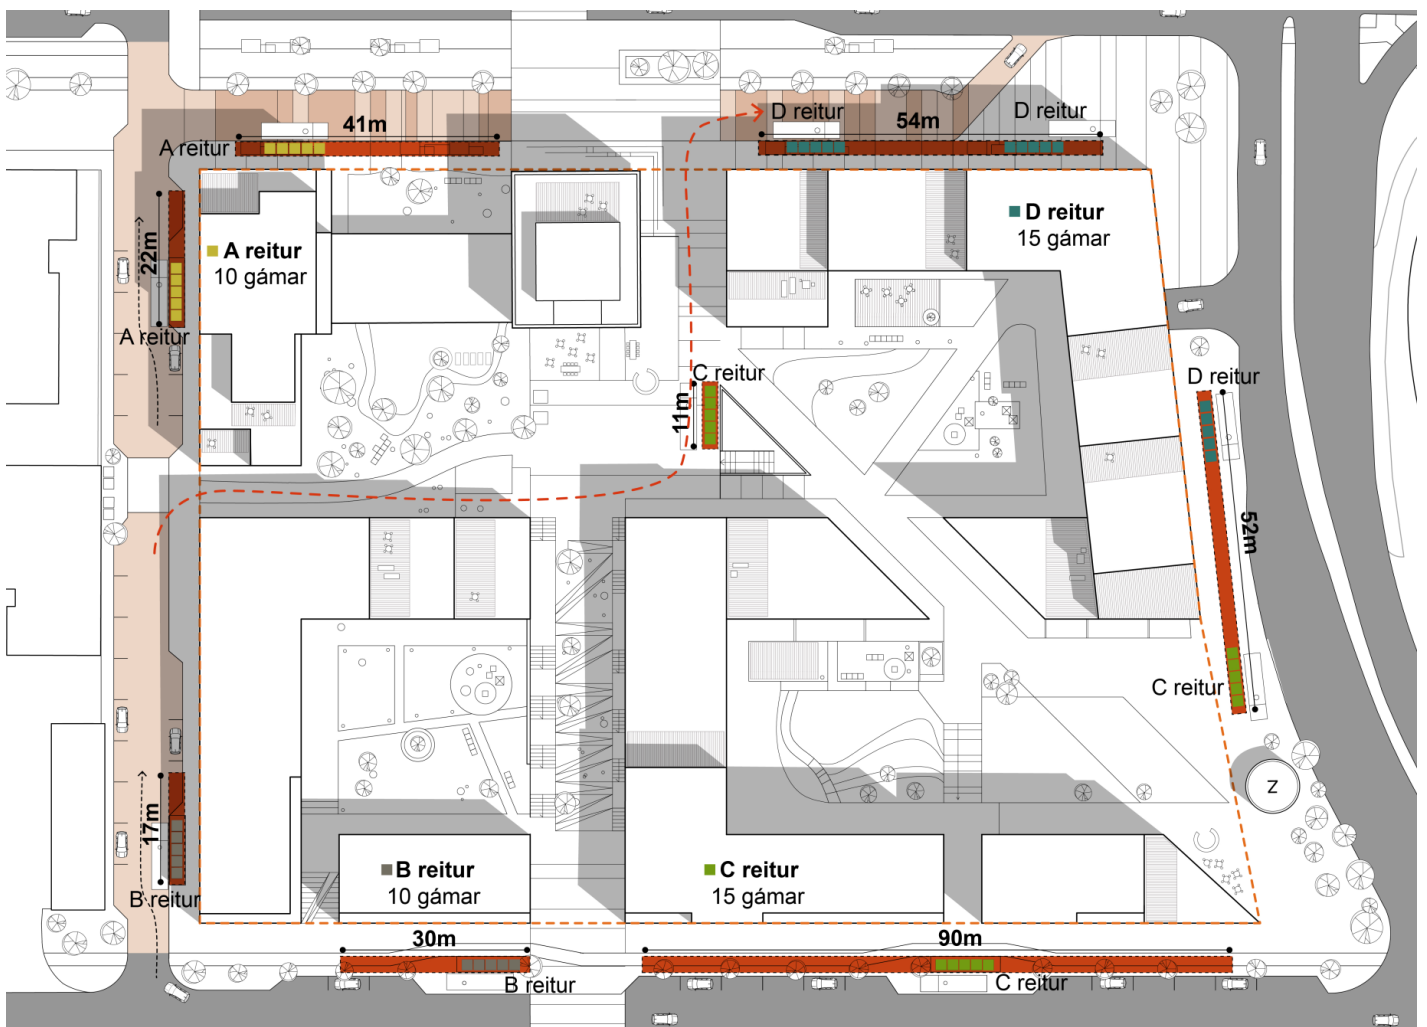 41m
D reitur
54m
D reitur
A reitur
22m
A reitur
10 gámar
D reitur
15 gámar
A reitur
C reitur
11m
D reitur
52m
C reitur
Z
17m
B reitur
B reitur
10 gámar
C reitur
15 gámar
30m
90m
B reitur
C reitur